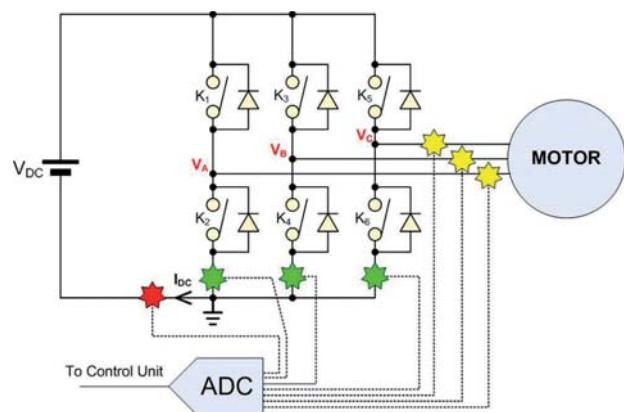 K1
K3
K5
VA
VB
VC
MOTOR
VDC
K2
K4
K6
IDC
To Control Unit
ADC